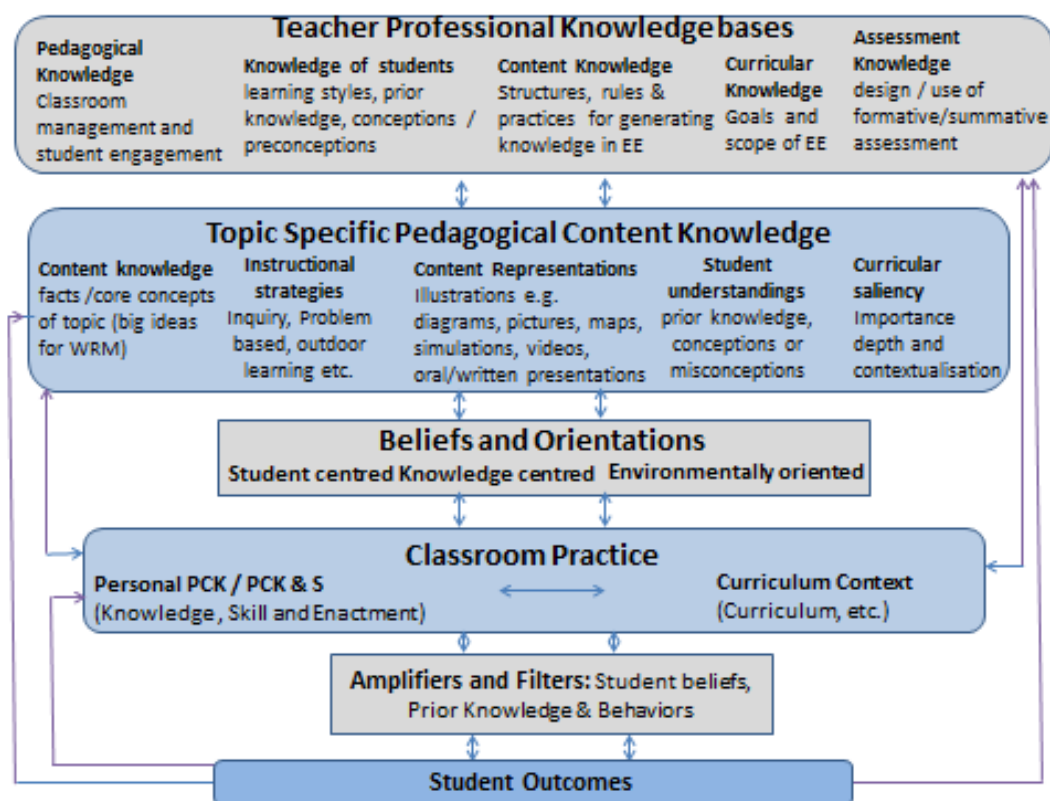 Teacher Professional Knowledge bases
Pedagogical
Knowledge
Classroom
management and
student engagement
Knowledge of students
learning styles, prior
knowledge, conceptions /
preconceptions
Content Knowledge
Structures, rules &
practices for generating
knowledge in EE
Curricular
Knowledge
Goals and
scope of EE
Assessment
Knowledge
design / use of
formative/summative
assessment
Topic Specific Pedagogical Content Knowledge
Content knowledge
facts /core concepts
of topic (big ideas
for WRM)
Instructional
strategies
Inquiry, Problem
based, outdoor
learning etc.
Content Representations
Illustrations e.g.
diagrams, pictures, maps,
simulations, videos,
oral/written presentations
Student
understandings
prior knowledge,
conceptions or
misconceptions
Curricular
saliency
Importance
depth and
contextualisation
Beliefs and Orientations
Student centred Knowledge centred Environmentally oriented
Classroom Practice
Personal PCK / PCK & S
(Knowledge, Skill and Enactment)
Curriculum Context
(Curriculum, etc.)
Amplifiers and Filters: Student beliefs,
Prior Knowledge & Behaviors
Student Outcomes